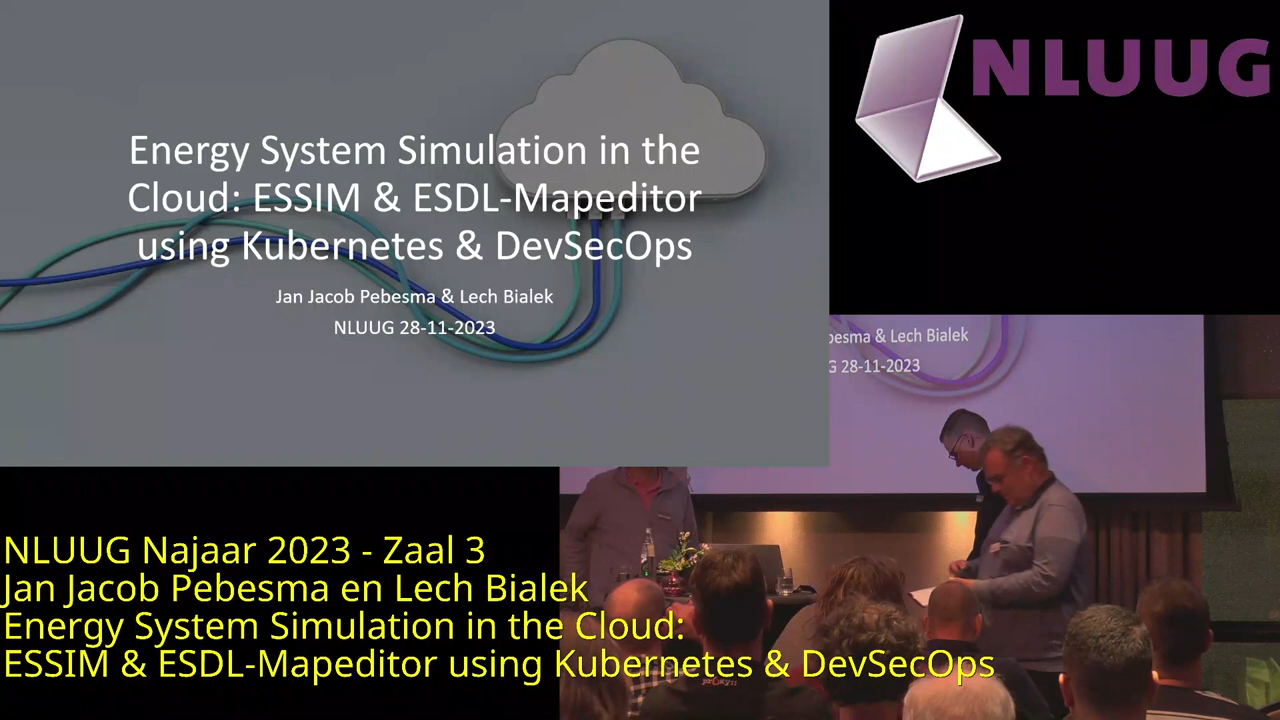 Energy System Simulation in the
Cloud: ESSIM & ESDL-Mapeditor
using Kubernetes & DevSecOps
Jan Jacob Pebesma & Lech Bialek
NLUUG 28-11-2023
NLUUG
besma & Lech Bialek
G 28-11-2023
NLUUG Najaar 2023 - Zaal 3
Jan Jacob Pebesma en Lech Bialek
Energy System Simulation in the Cloud:
ESSIM & ESDL-Mapeditor using Kubernetes & DevSecOps